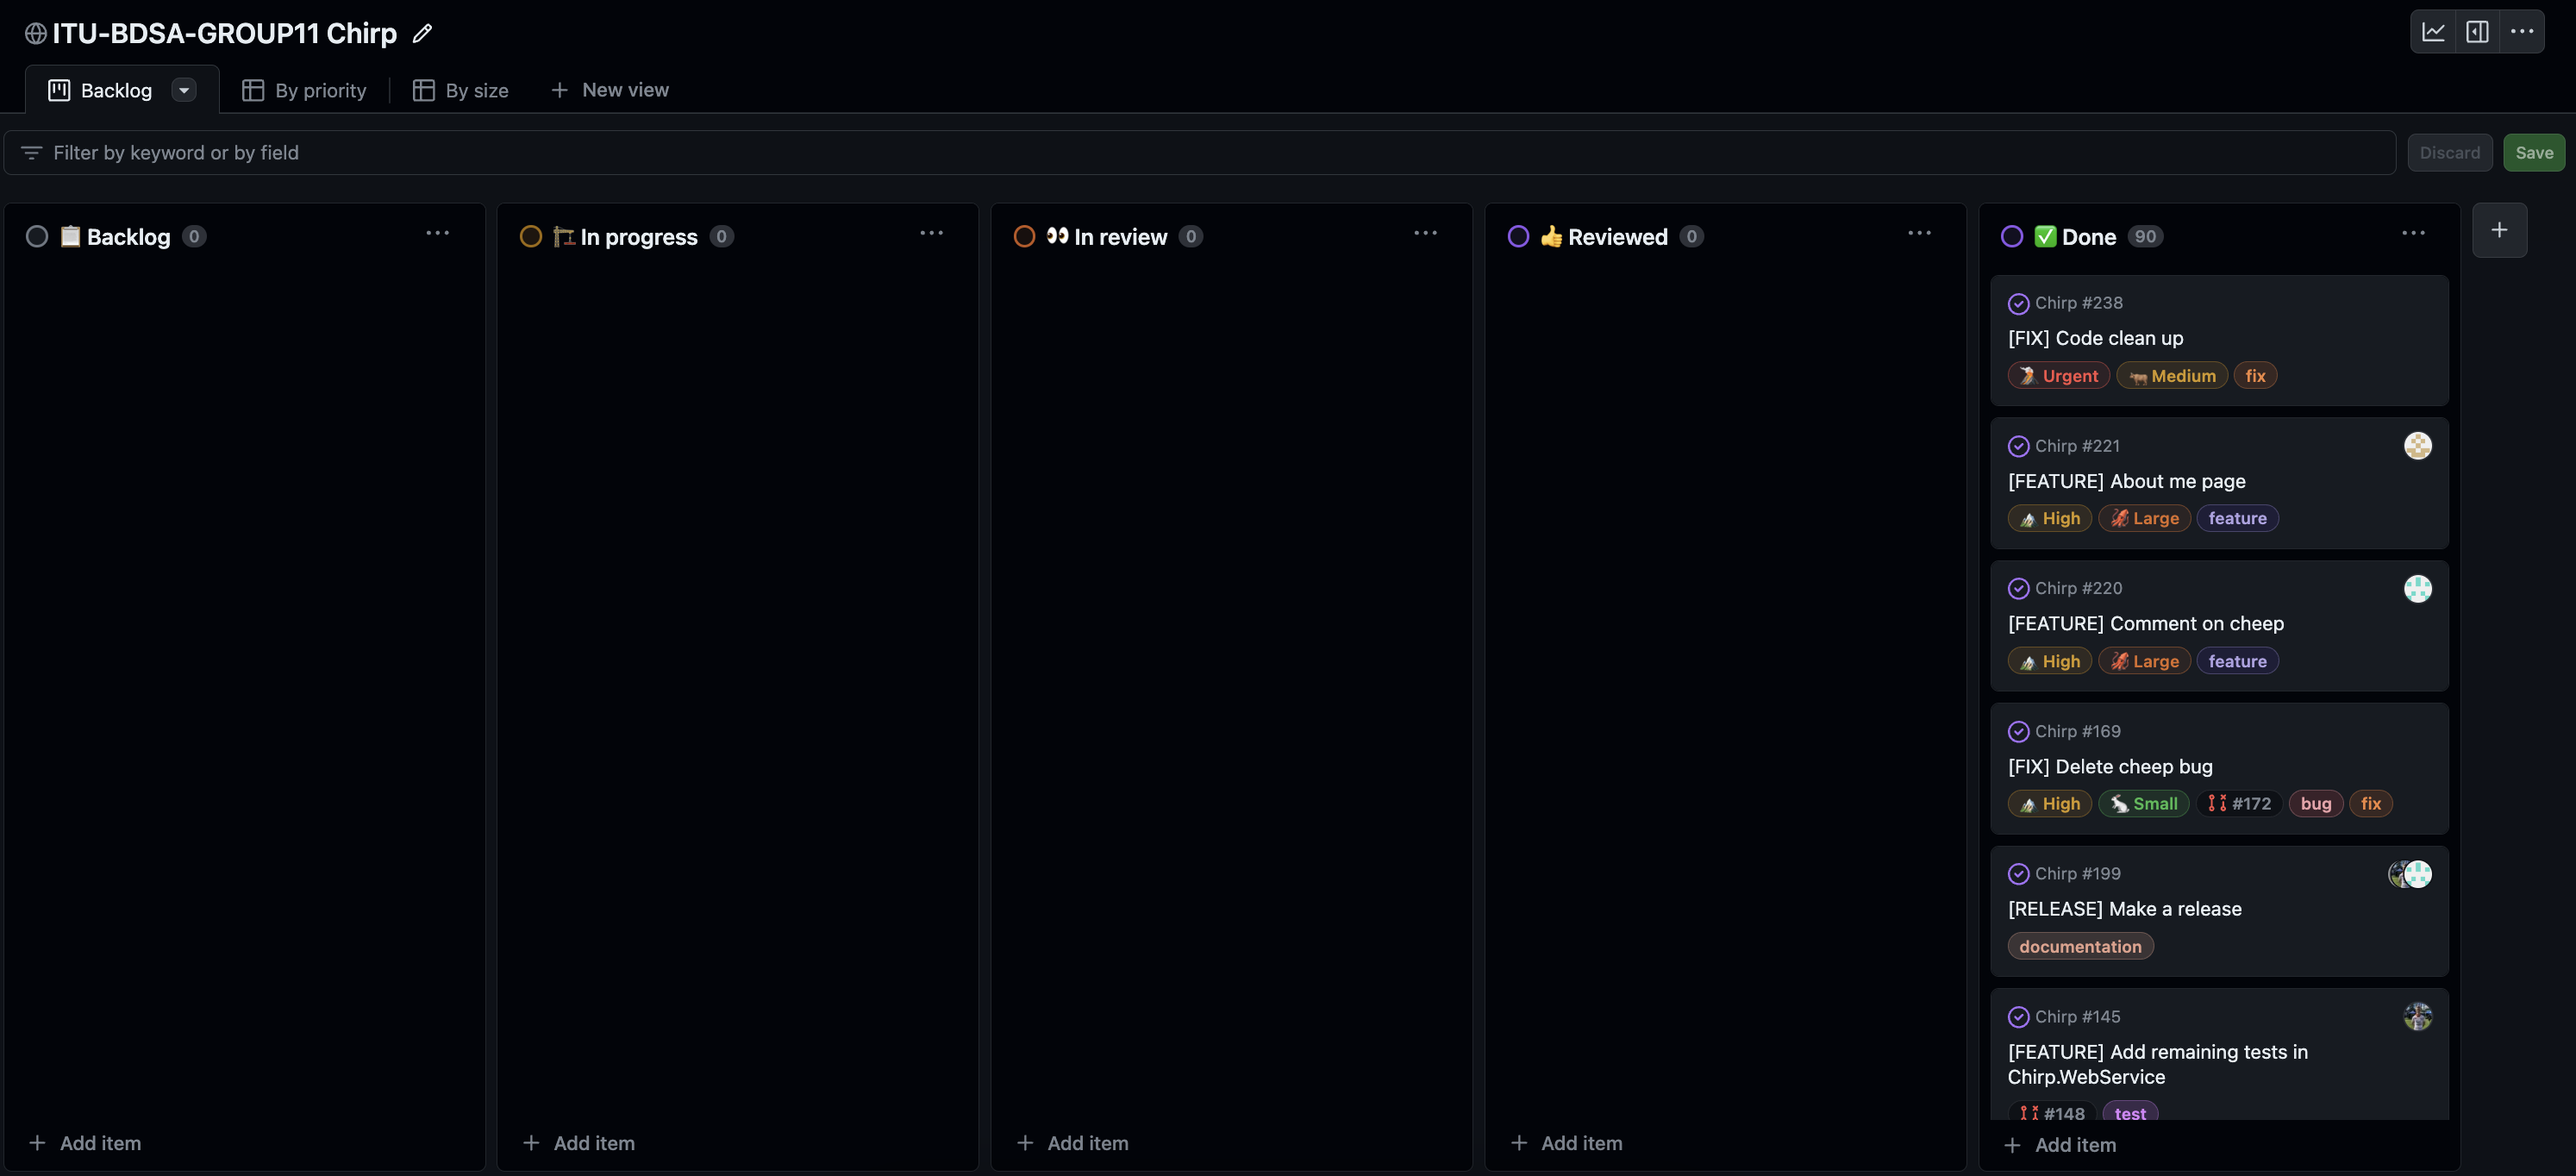 ITU-BDSA-GROUP11 Chirp
Backlog
By priority
By size
New view
Filter by keyword or by field
Discard
Save
Backlog 0
Add item
In progress 0
Add item
In review 0
Add item
Reviewed 0
Add item
Done 90
Chirp #238
[FIX] Code clean up
Urgent Medium fix
Chirp #221
[FEATURE] About me page
High Large feature
Chirp #220
[FEATURE] Comment on cheep
High Large feature
Chirp #169
[FIX] Delete cheep bug
High Small #172 bug fix
Chirp #199
[RELEASE] Make a release
documentation
Chirp #145
[FEATURE] Add remaining tests in
Chirp.WebService
#148 test
Add item